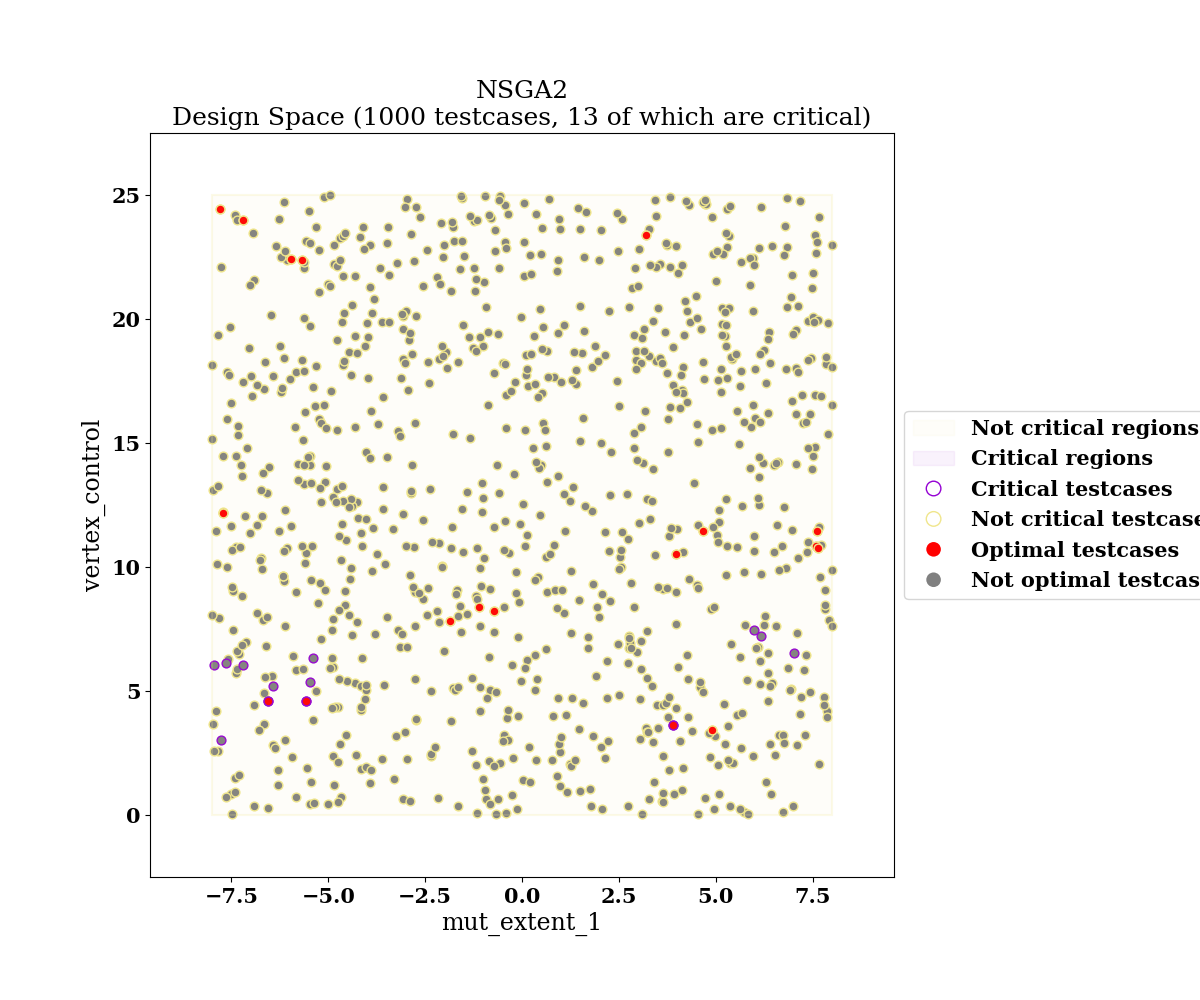 NSGA2
Design Space (1000 testcases, 13 of which are critical)
25
20
15
10
5
0
vertex_control
−7.5 −5.0 −2.5 0.0 2.5 5.0 7.5
mut_extent_1
Not critical regions
Critical regions
Critical testcases
Not critical testcase
Optimal testcases
Not optimal testcas